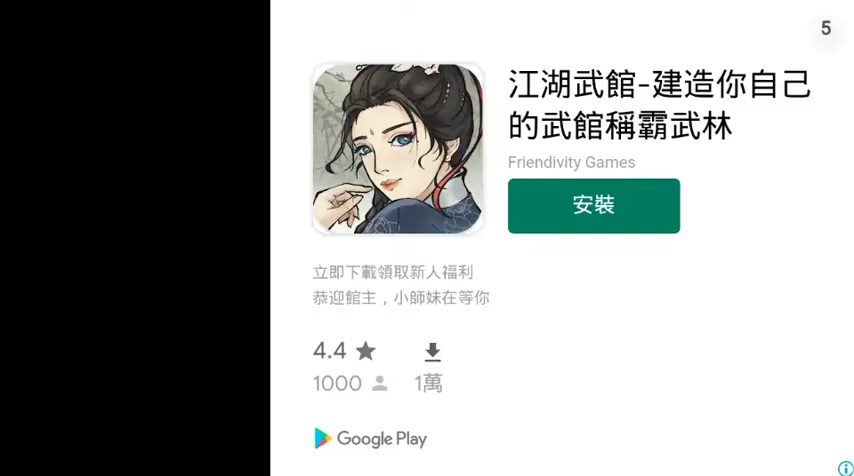 5
江湖武館-建造你自己
的武館稱霸武林
Friendivity Games
安裝
立即下載領取新人福利
恭迎館主，小師妹在等你
4.4
1000
1萬
Google Play